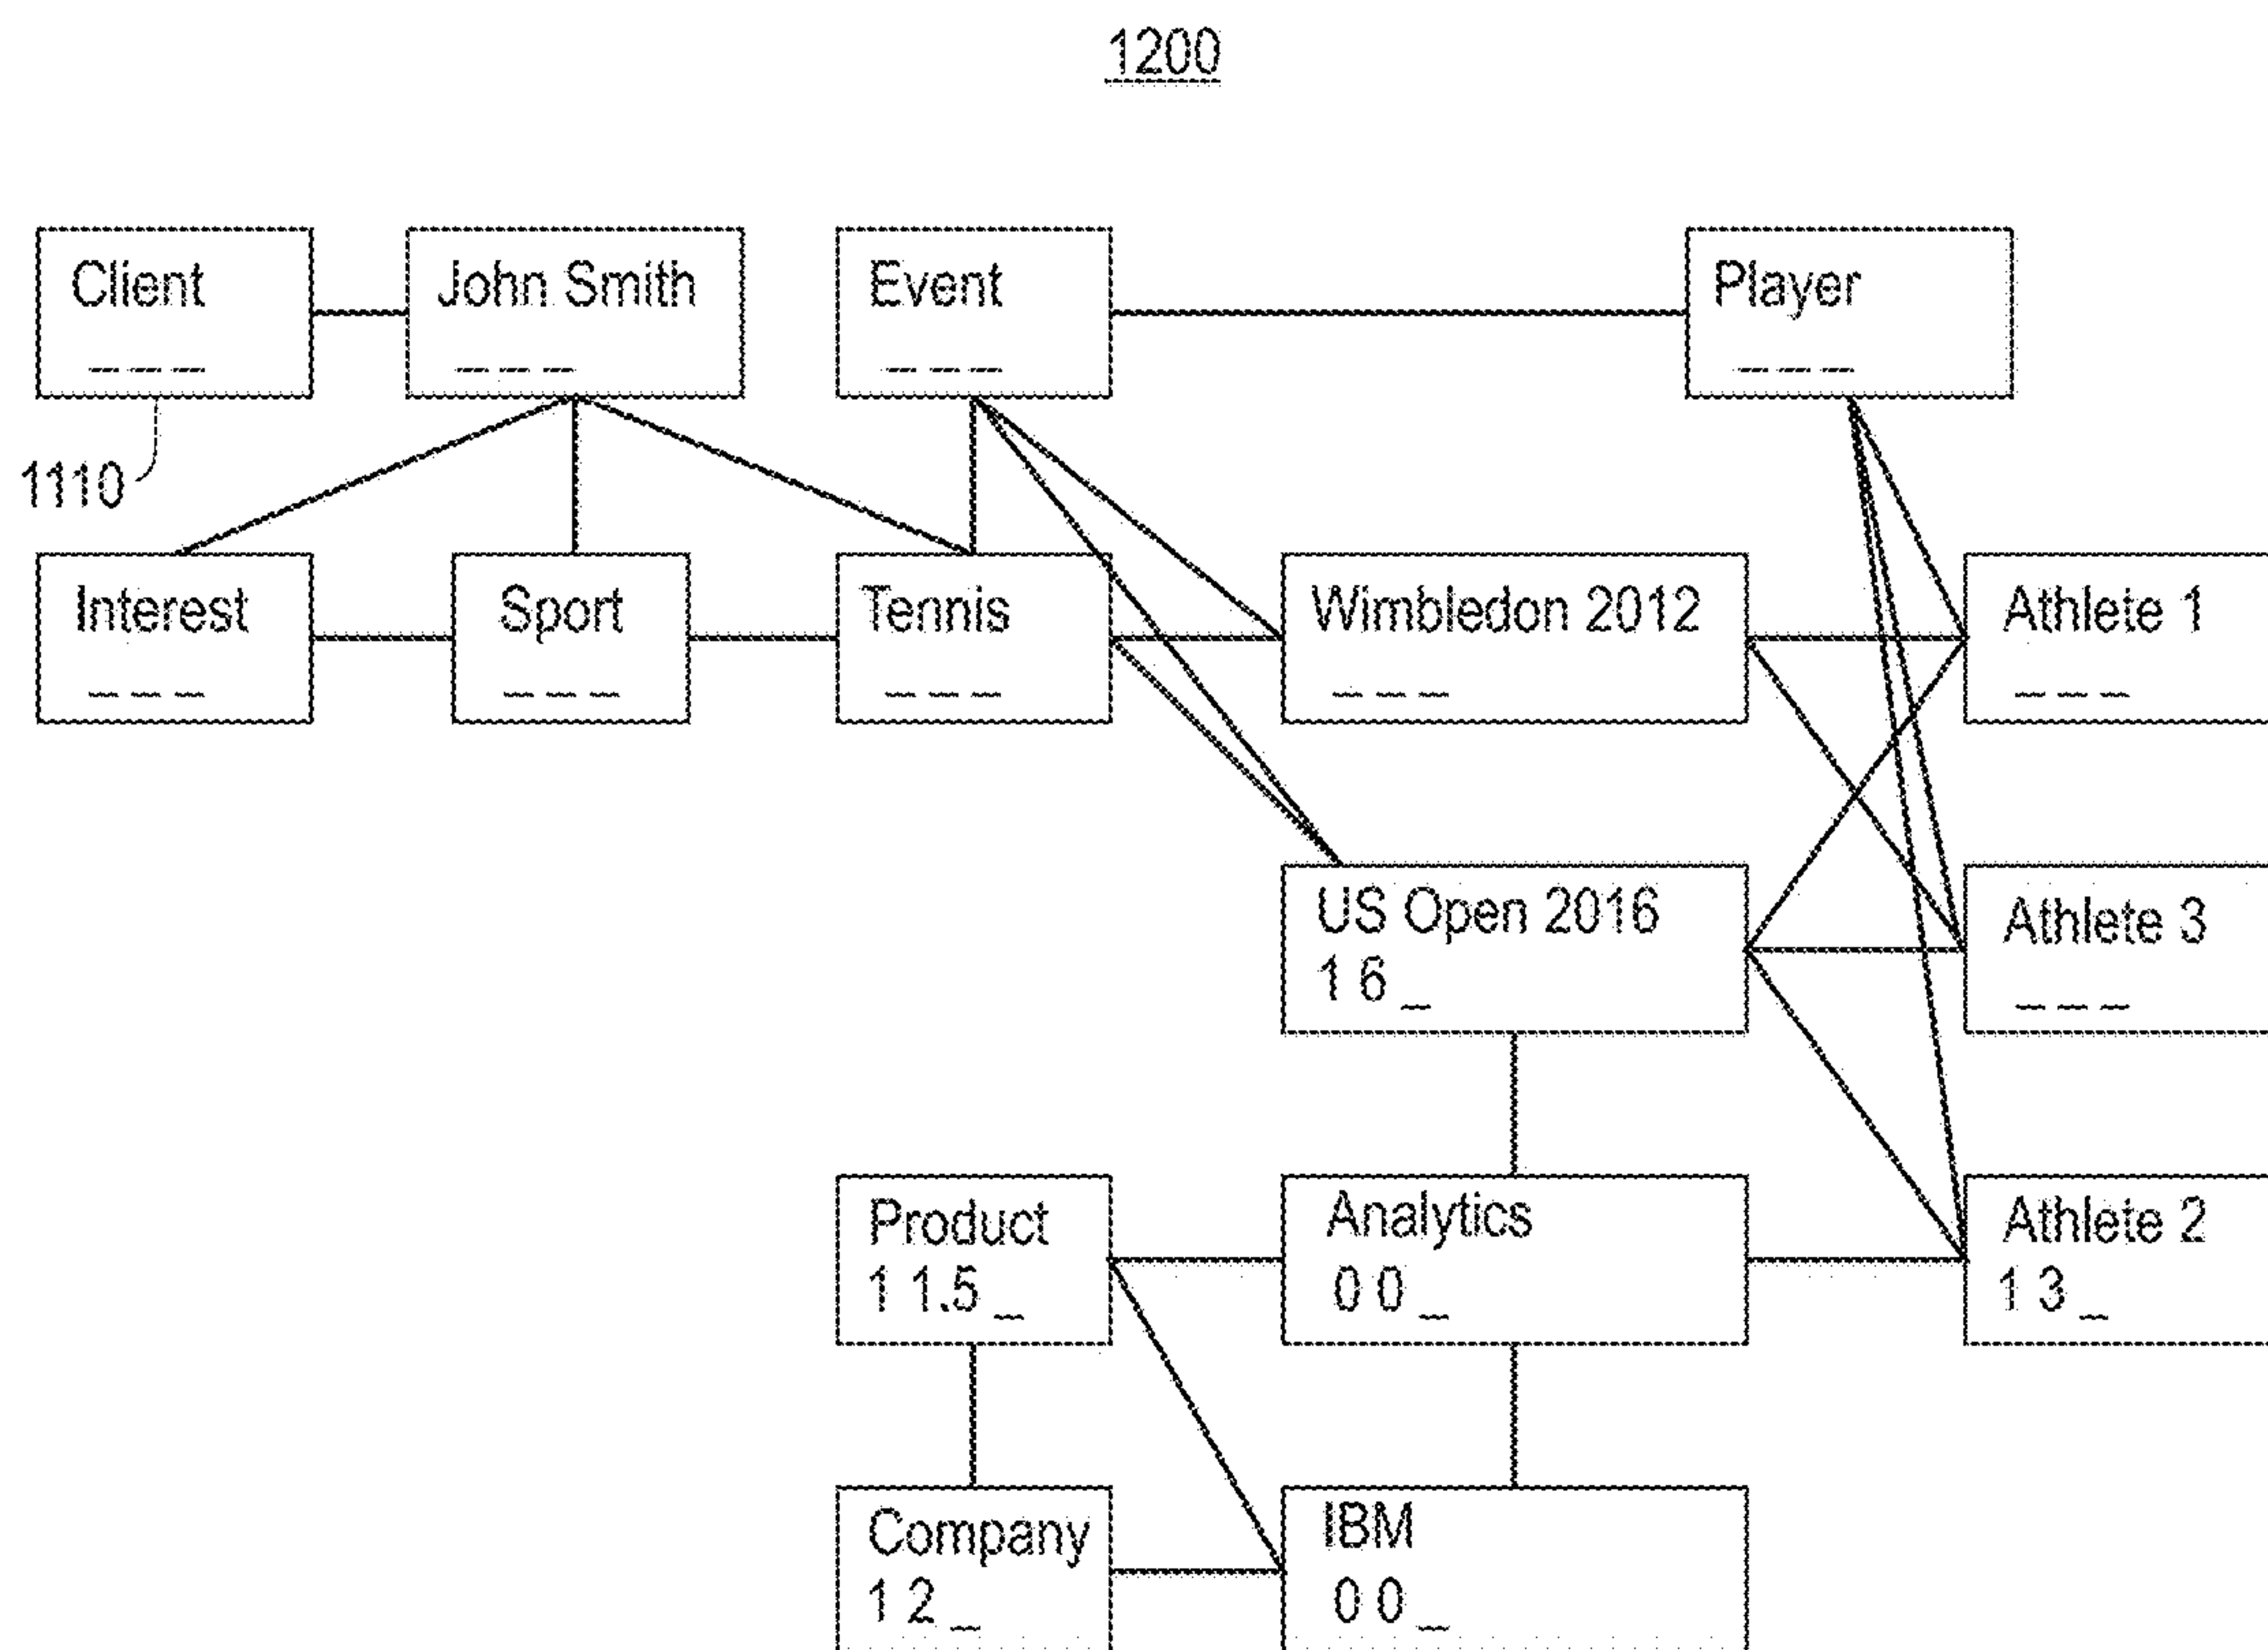 1200
Client
_ _ _
John Smith
_ _ _
Event
_ _ _
Player
_ _ _
1110
Interest
_ _ _
Sport
_ _ _
Tennis
_ _ _
Wimbledon 2012
_ _ _
Athlete 1
_ _ _
US Open 2016
1 6 _
Athlete 3
_ _ _
Product
1 1.5 _
Analytics
0 0 _
Athlete 2
1 3 _
Company
1 2 _
IBM
0 0 _